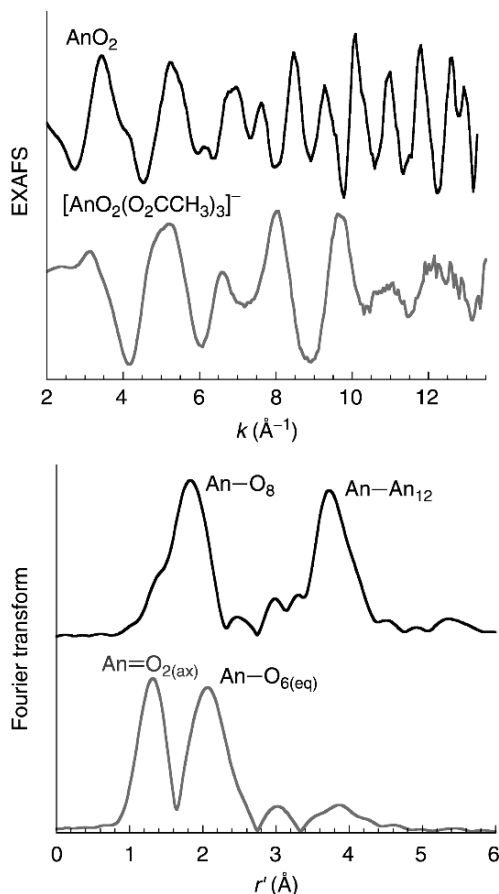 AnO₂
EXAFS
[AnO₂(O₂CCH₃)₃]⁻
2 4 6 8 10 12
k (Å⁻¹)
An–O₈
An–An₁₂
Fourier transform
An=O₂₍ax₎
An–O₆₍eq₎
0 1 2 3 4 5 6
r′ (Å)